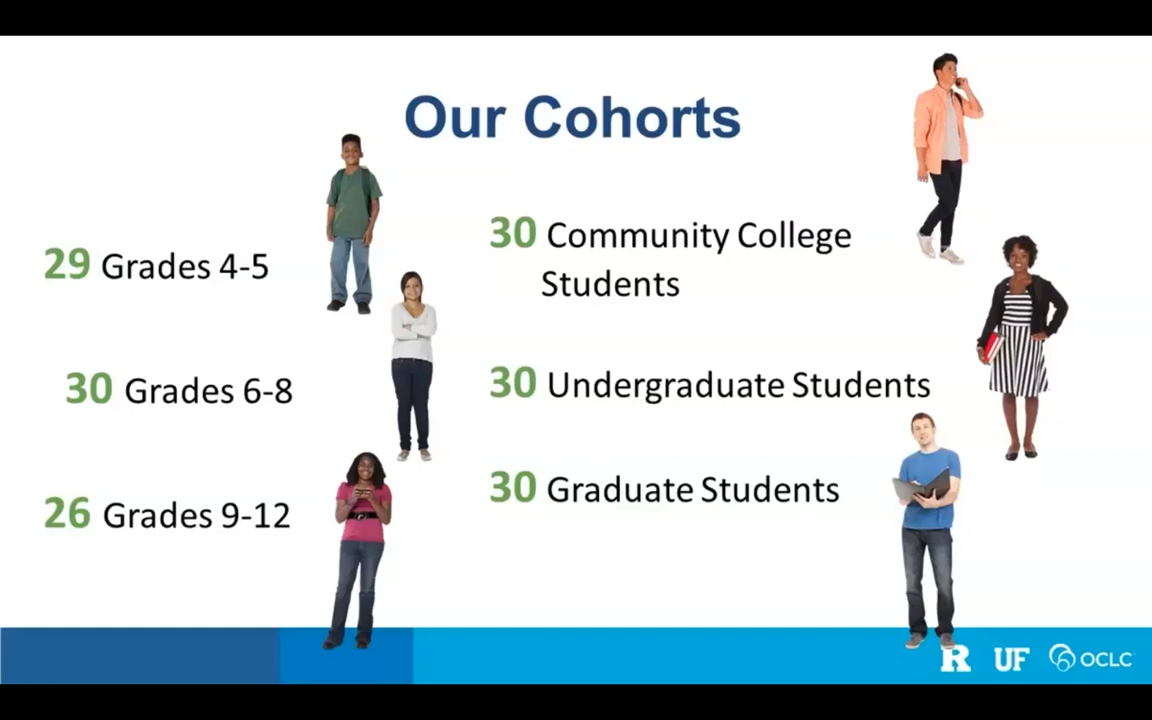 Our Cohorts
29 Grades 4-5
30 Grades 6-8
26 Grades 9-12
30 Community College
Students
30 Undergraduate Students
30 Graduate Students
R UF OCLC